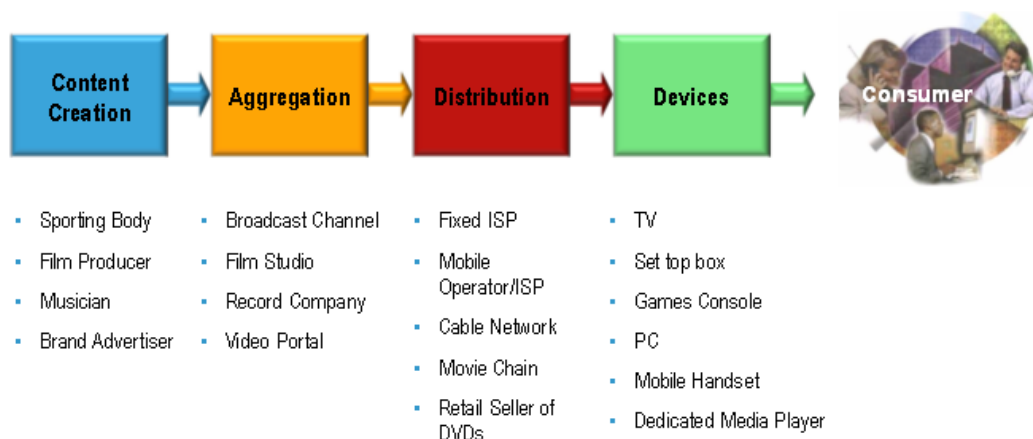 Content
Creation
Aggregation
Distribution
Devices
Consumer
Sporting Body
Film Producer
Musician
Brand Advertiser
Broadcast Channel
Film Studio
Record Company
Video Portal
Fixed ISP
Mobile
Operator/ISP
Cable Network
Movie Chain
Retail Seller of
DVDs
TV
Set top box
Games Console
PC
Mobile Handset
Dedicated Media Player